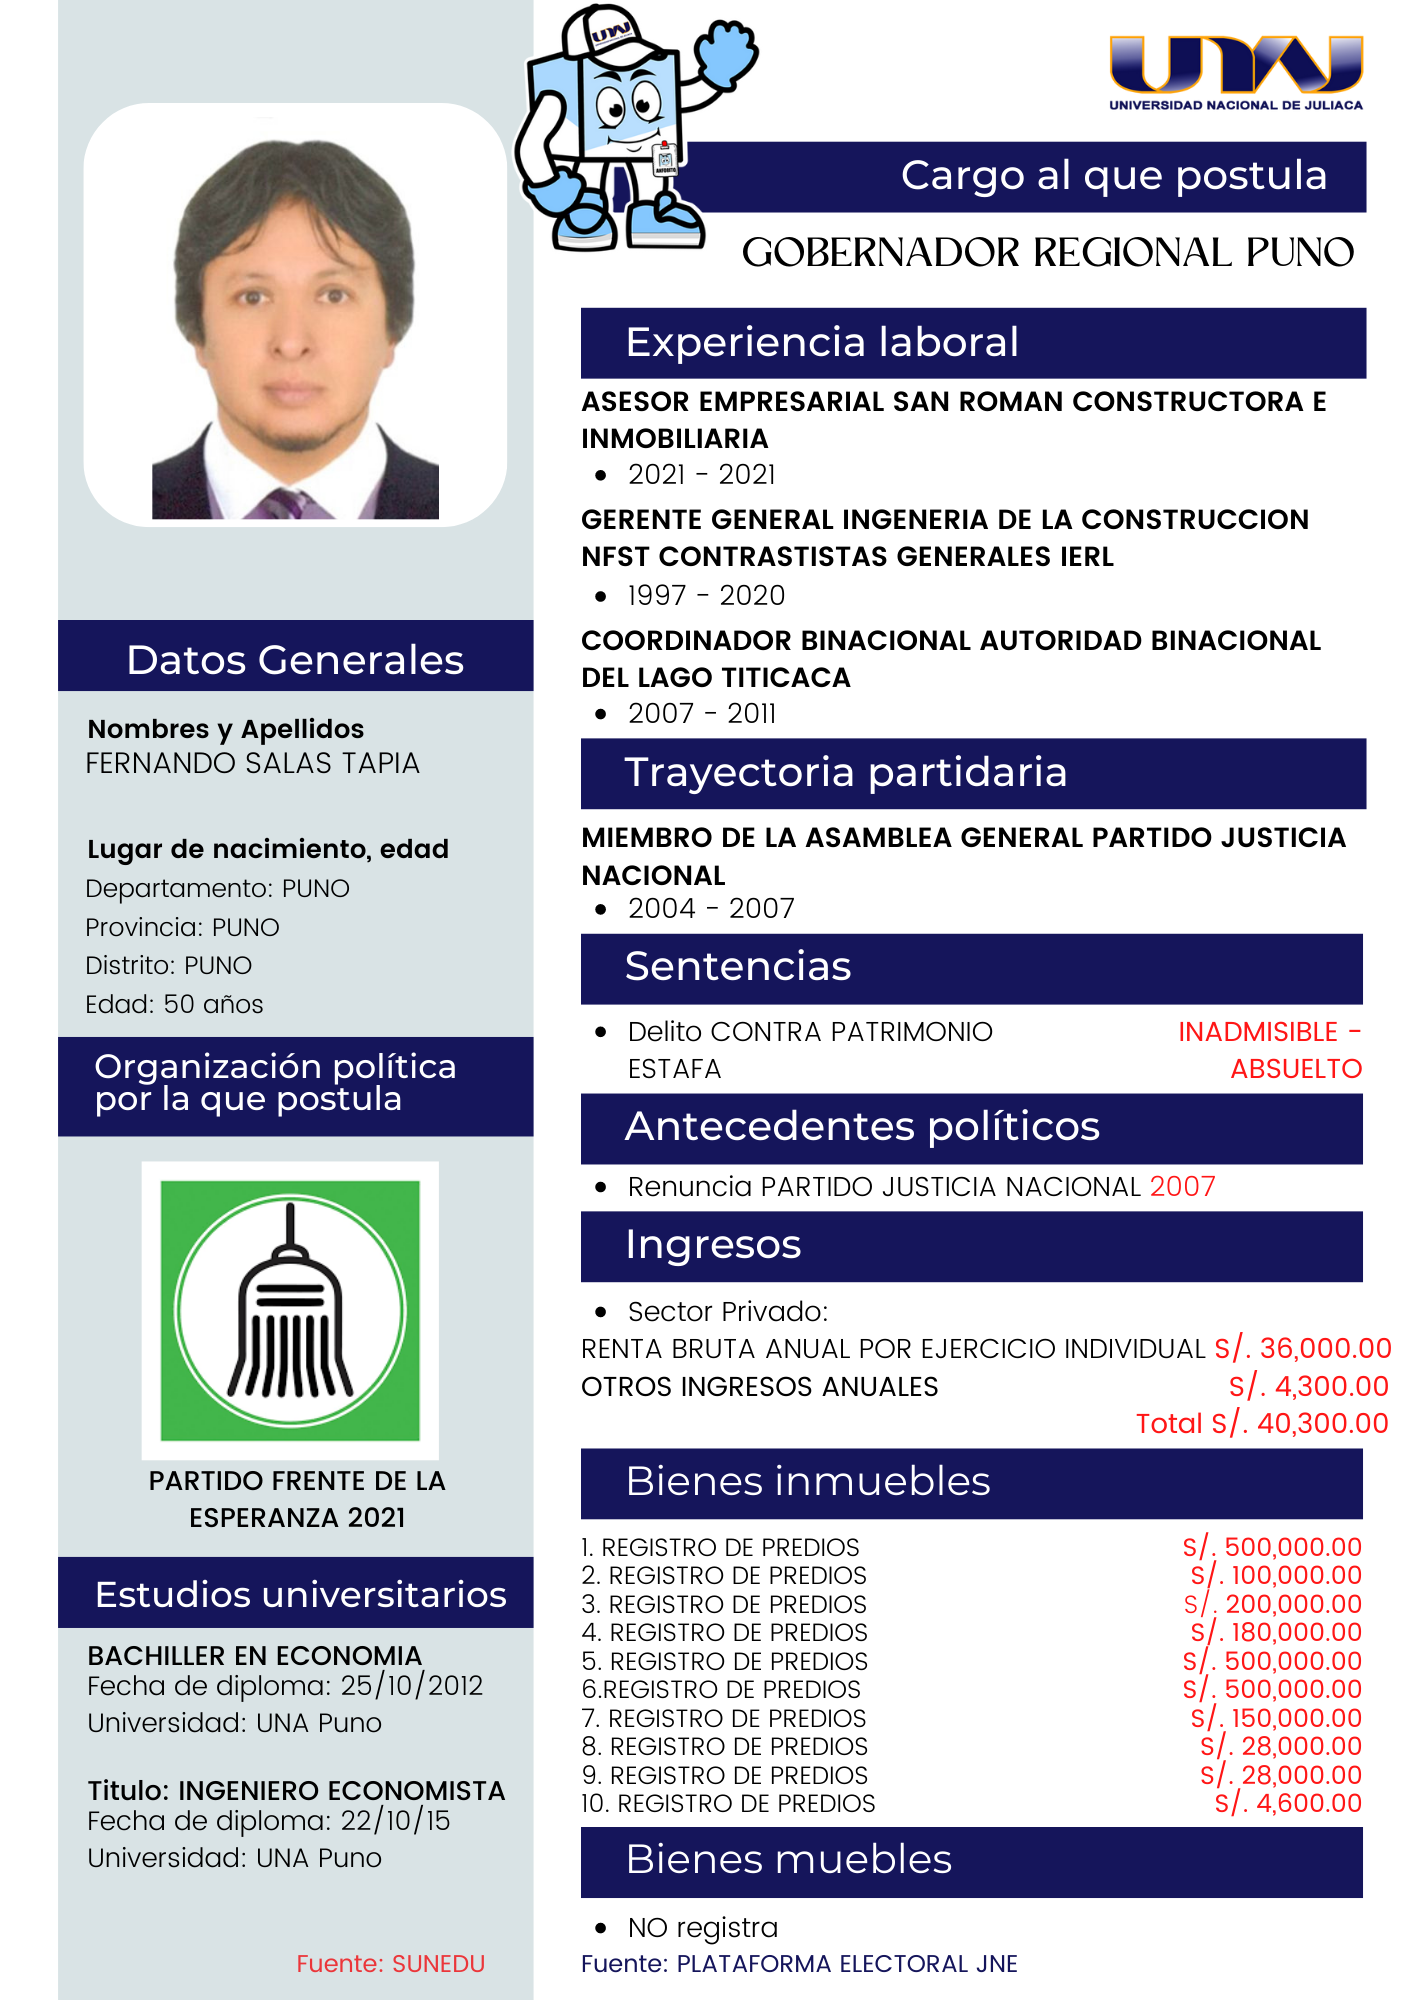 UNAJ
UNAJ
UNIVERSIDAD NACIONAL DE JULIACA
ANFORITO
Cargo al que postula
GOBERNADOR REGIONAL PUNO
Datos Generales
Nombres y Apellidos
FERNANDO SALAS TAPIA
Lugar de nacimiento, edad
Departamento: PUNO
Provincia: PUNO
Distrito: PUNO
Edad: 50 años
Organización política
por la que postula
PARTIDO FRENTE DE LA
ESPERANZA 2021
Estudios universitarios
BACHILLER EN ECONOMIA
Fecha de diploma: 25/10/2012
Universidad: UNA Puno
Titulo: INGENIERO ECONOMISTA
Fecha de diploma: 22/10/15
Universidad: UNA Puno
Fuente: SUNEDU
Experiencia laboral
ASESOR EMPRESARIAL SAN ROMAN CONSTRUCTORA E
INMOBILIARIA
• 2021 - 2021
GERENTE GENERAL INGENERIA DE LA CONSTRUCCION
NFST CONTRASTISTAS GENERALES IERL
• 1997 - 2020
COORDINADOR BINACIONAL AUTORIDAD BINACIONAL
DEL LAGO TITICACA
• 2007 - 2011
Trayectoria partidaria
MIEMBRO DE LA ASAMBLEA GENERAL PARTIDO JUSTICIA
NACIONAL
• 2004 - 2007
Sentencias
• Delito CONTRA PATRIMONIO INADMISIBLE -
ESTAFA ABSUELTO
Antecedentes políticos
• Renuncia PARTIDO JUSTICIA NACIONAL 2007
Ingresos
• Sector Privado:
RENTA BRUTA ANUAL POR EJERCICIO INDIVIDUAL S/. 36,000.00
OTROS INGRESOS ANUALES S/. 4,300.00
Total S/. 40,300.00
Bienes inmuebles
1. REGISTRO DE PREDIOS S/. 500,000.00
2. REGISTRO DE PREDIOS S/. 100,000.00
3. REGISTRO DE PREDIOS S/. 200,000.00
4. REGISTRO DE PREDIOS S/. 180,000.00
5. REGISTRO DE PREDIOS S/. 500,000.00
6.REGISTRO DE PREDIOS S/. 500,000.00
7. REGISTRO DE PREDIOS S/. 150,000.00
8. REGISTRO DE PREDIOS S/. 28,000.00
9. REGISTRO DE PREDIOS S/. 28,000.00
10. REGISTRO DE PREDIOS S/. 4,600.00
Bienes muebles
• NO registra
Fuente: PLATAFORMA ELECTORAL JNE